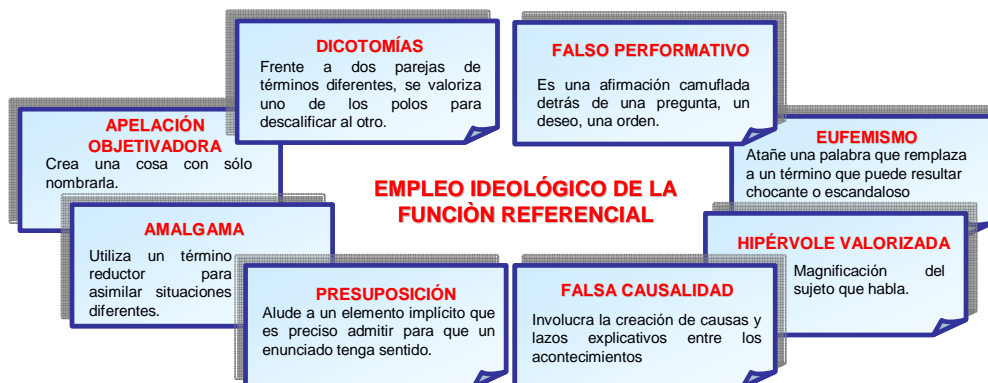 DICOTOMÍAS
Frente a dos parejas de
términos diferentes, se valoriza
uno de los polos para
descalificar al otro.
FALSO PERFORMATIVO
Es una afirmación camuflada
detrás de una pregunta, un
deseo, una orden.
APELACIÓN
OBJETIVADORA
Crea una cosa con sólo
nombrarla.
EUFEMISMO
Atañe una palabra que remplaza
a un término que puede resultar
chocante o escandaloso
EMPLEO IDEOLÓGICO DE LA
FUNCIÒN REFERENCIAL
AMALGAMA
Utiliza un término
reductor para
asimilar situaciones
diferentes.
HIPÉRVOLE VALORIZADA
Magnificación del
sujeto que habla.
PRESUPOSICIÓN
Alude a un elemento implícito que
es preciso admitir para que un
enunciado tenga sentido.
FALSA CAUSALIDAD
Involucra la creación de causas y
lazos explicativos entre los
acontecimientos